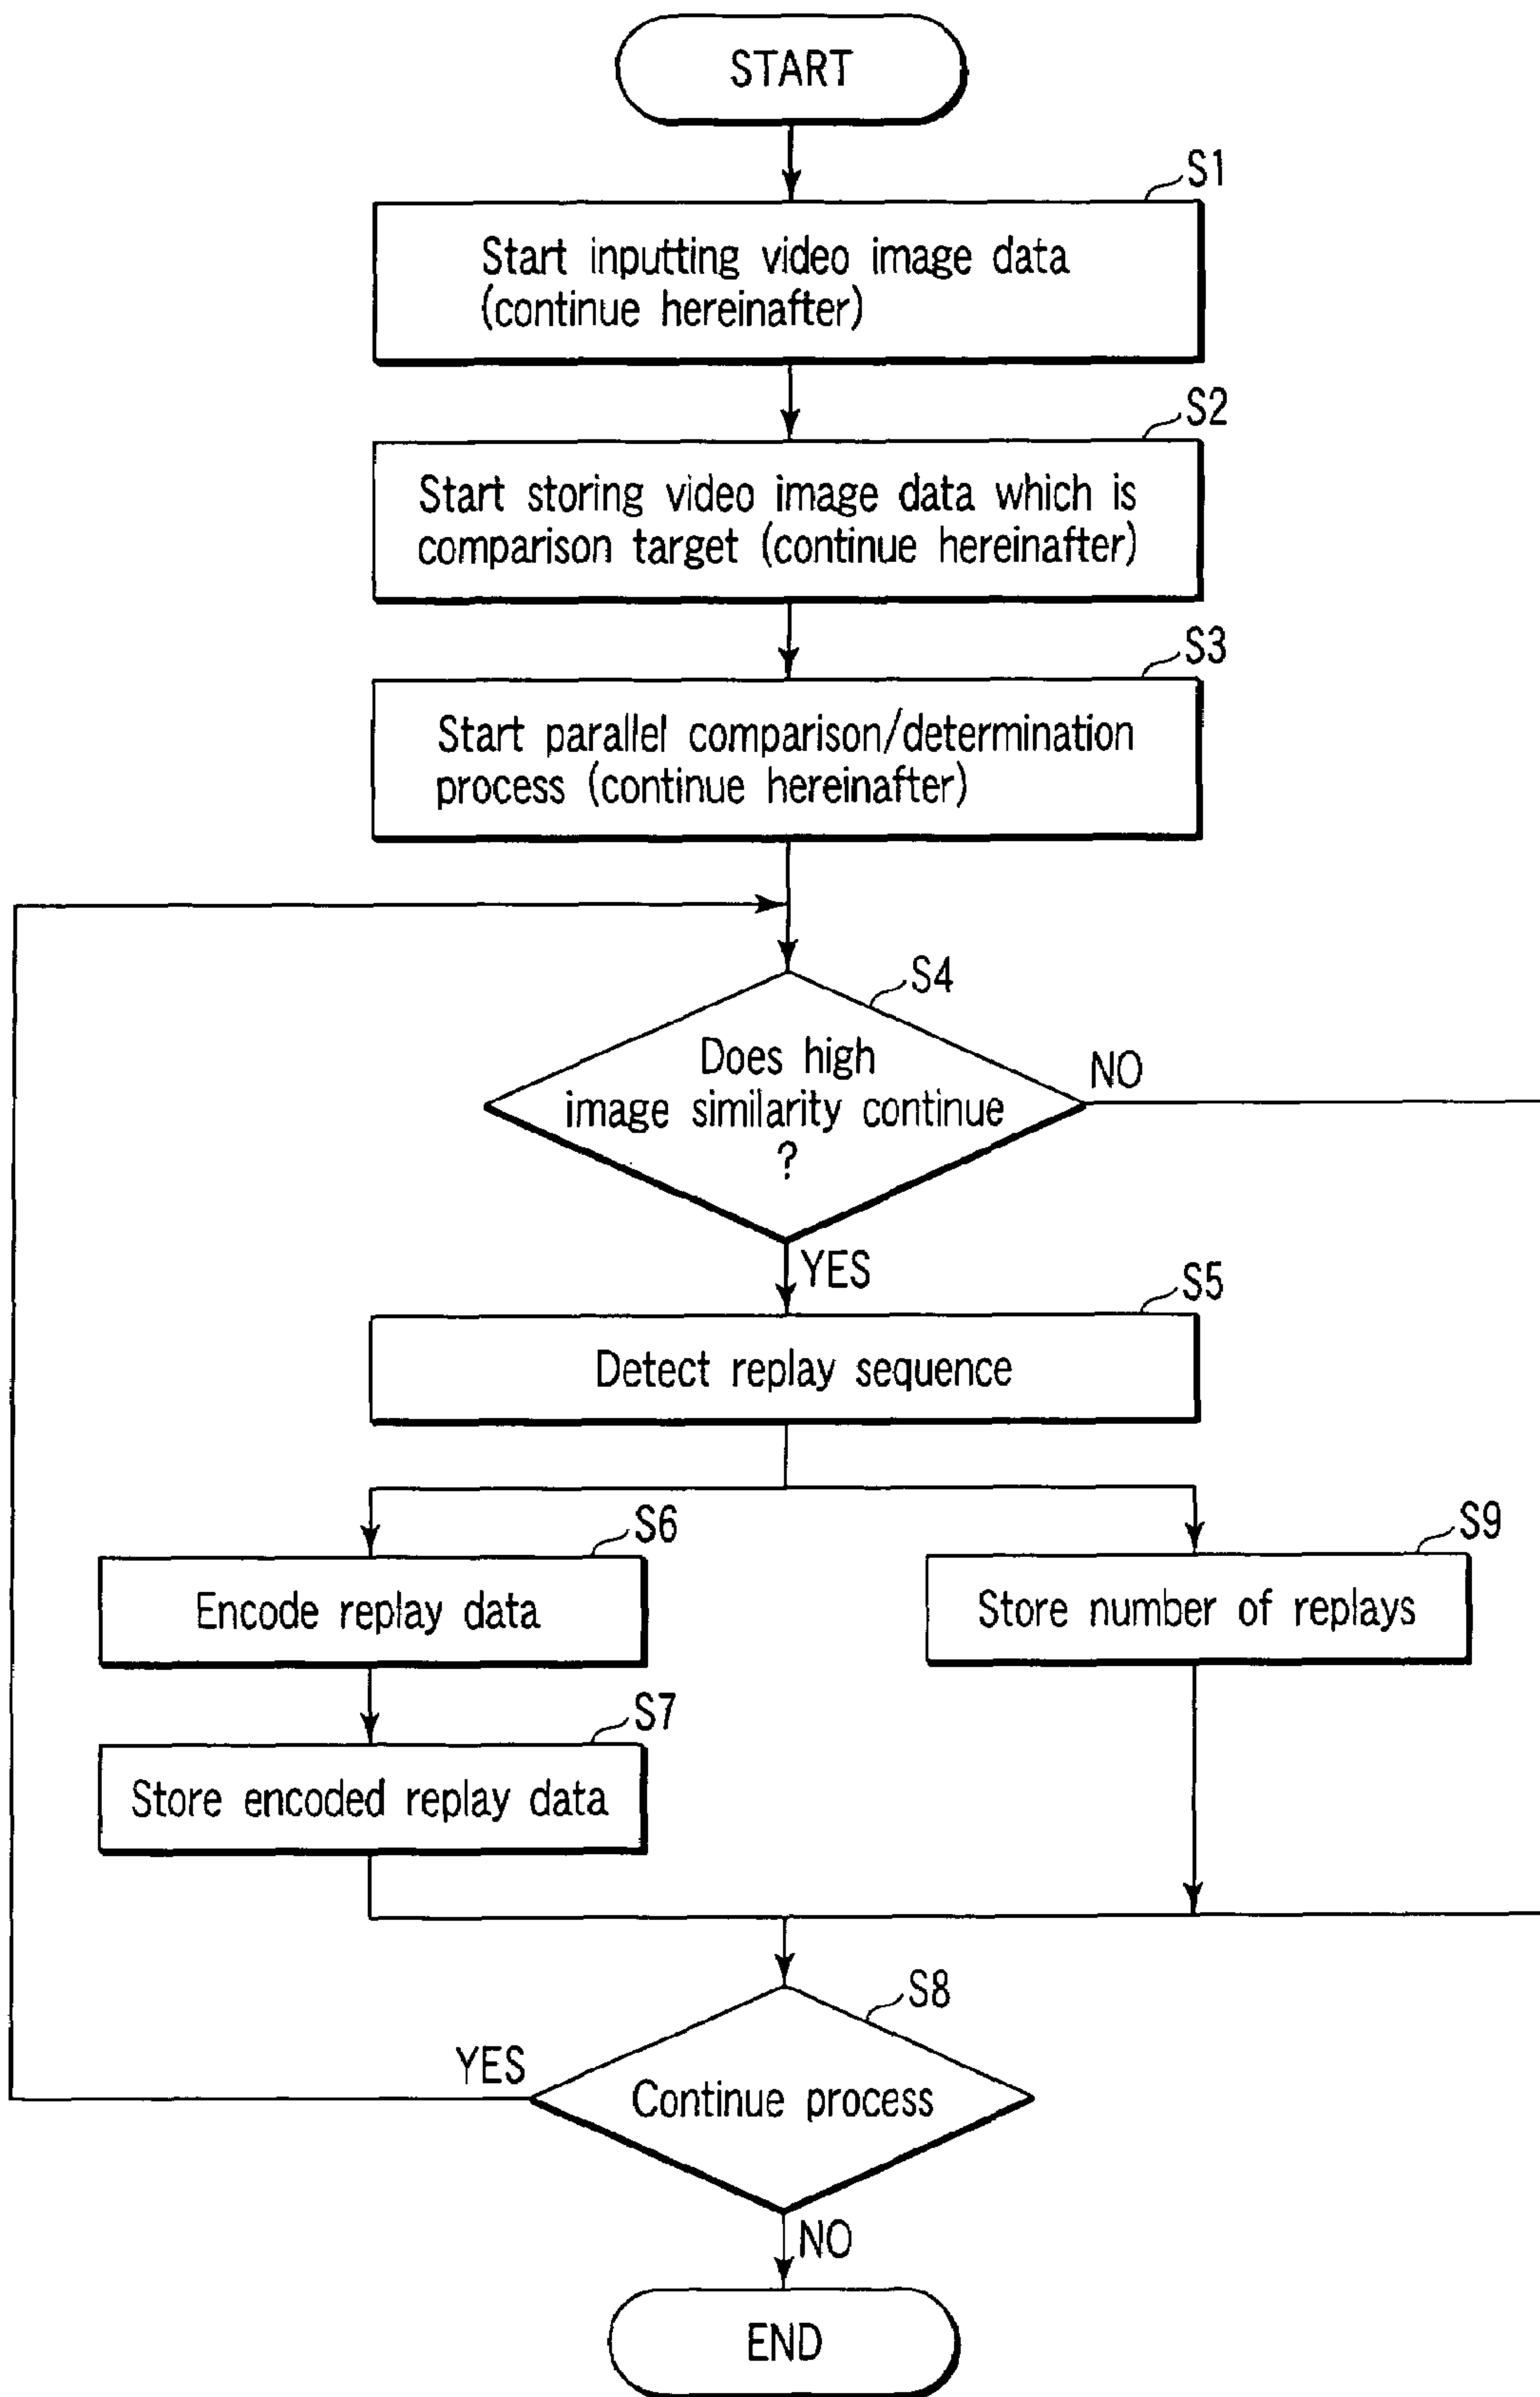 START
S1
Start inputting video image data
(continue hereinafter)
S2
Start storing video image data which is
comparison target (continue hereinafter)
S3
Start parallel comparison/determination
process (continue hereinafter)
S4
Does high
image similarity continue
?
NO
YES
S5
Detect replay sequence
S6
Encode replay data
S9
Store number of replays
S7
Store encoded replay data
S8
YES
Continue process
NO
END